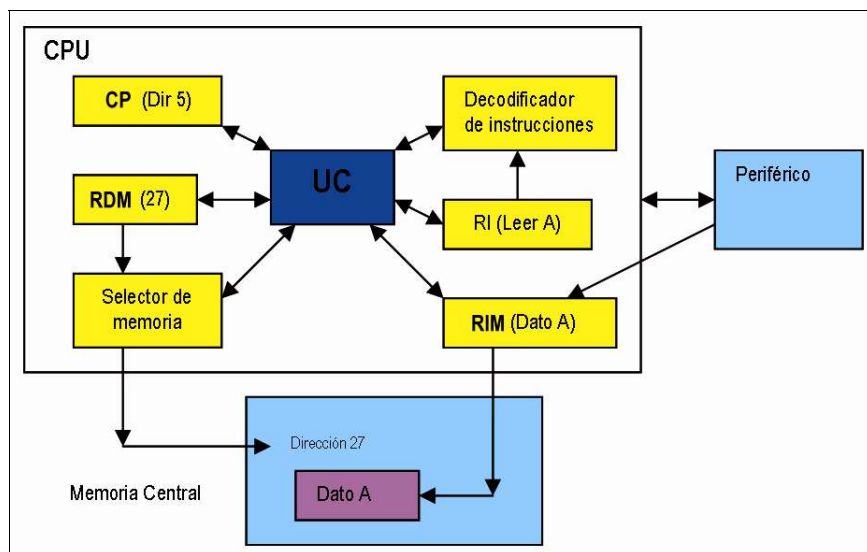 CPU
CP (Dir 5)
Decodificador
de instrucciones
UC
Periférico
RDM (27)
RI (Leer A)
Selector de
memoria
RIM (Dato A)
Dirección 27
Memoria Central
Dato A